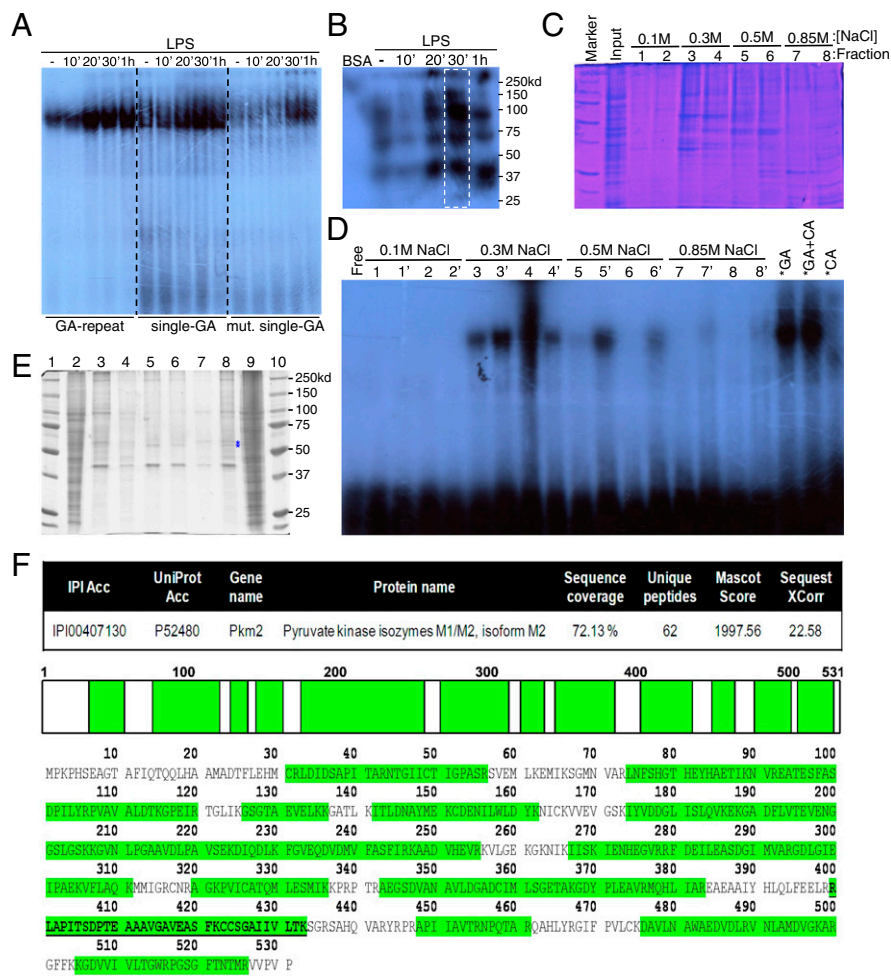 A
LPS
- 10' 20' 30' 1h - 10' 20' 30' 1h - 10' 20' 30' 1h
GA-repeat single-GA mut. single-GA
B
LPS
BSA - 10' 20' 30' 1h
250kd
150
100
75
50
37
25
C
Marker
Input
0.1M 0.3M 0.5M 0.85M :[NaCl]
1 2 3 4 5 6 7 8 :Fraction
D
Free
0.1M NaCl 0.3M NaCl 0.5M NaCl 0.85M NaCl
1 1' 2 2' 3 3' 4 4' 5 5' 6 6' 7 7' 8 8'
*GA
*GA+CA
*CA
E
1 2 3 4 5 6 7 8 9 10
250kd
150
100
75
50
37
25
F
IPI Acc UniProt Acc Gene name Protein name Sequence coverage Unique peptides Mascot Score Sequest XCorr
IPI00407130 P52480 Pkm2 Pyruvate kinase isozymes M1/M2, isoform M2 72.13 % 62 1997.56 22.58
1 100 200 300 400 500 531
10 20 30 40 50 60 70 80 90 100
MPKPHSEAGT AFIQTQQLHA AMADTFLEHM CRLDIDSAPI TARNTGIICT IGPASRSVEM LKEMIKSGMN VARLNFSHGT HEYHAETIKN VREATESFAS
110 120 130 140 150 160 170 180 190 200
DPILYRPVAV ALDTKGPEIR TGLIKGSGTA EVELKKGATL KITLDNAYME KCDENILWLD YKNICKVVEV GSKIYVDDGL ISLQVKEKGA DFLVTEVENG
210 220 230 240 250 260 270 280 290 300
GSLGSKKGVN LPGAAVDLPA VSEKDIQDLK FGVEQDVDMV FASFIRKAAD VHEVRKVLGE KGKNIKIISK IENHEGVRRF DEILEASDGI MVARGDLGIE
310 320 330 340 350 360 370 380 390 400
IPAEKVFLAQ KMMIGRCNRA GKPVICATQM LESMIKKPRP TRAEGSDVAN AVLDGADCIM LSGETAKGDY PLEAVRMQHL IAREAEAAIY HLQLFEELRR
410 420 430 440 450 460 470 480 490 500
LAPITSDPTE AAAVGAVEAS FKCCSGAIIV LTKSGRSAHQ VARYRPRAPI IAVTRNPQTA RQAHLYRGIF PVLCKDAVLN AWAEDVDLRV NLAMDVGKAR
510 520 530
GFFKKGDVVI VLTGWRPGSG FTNTMRVVPV P